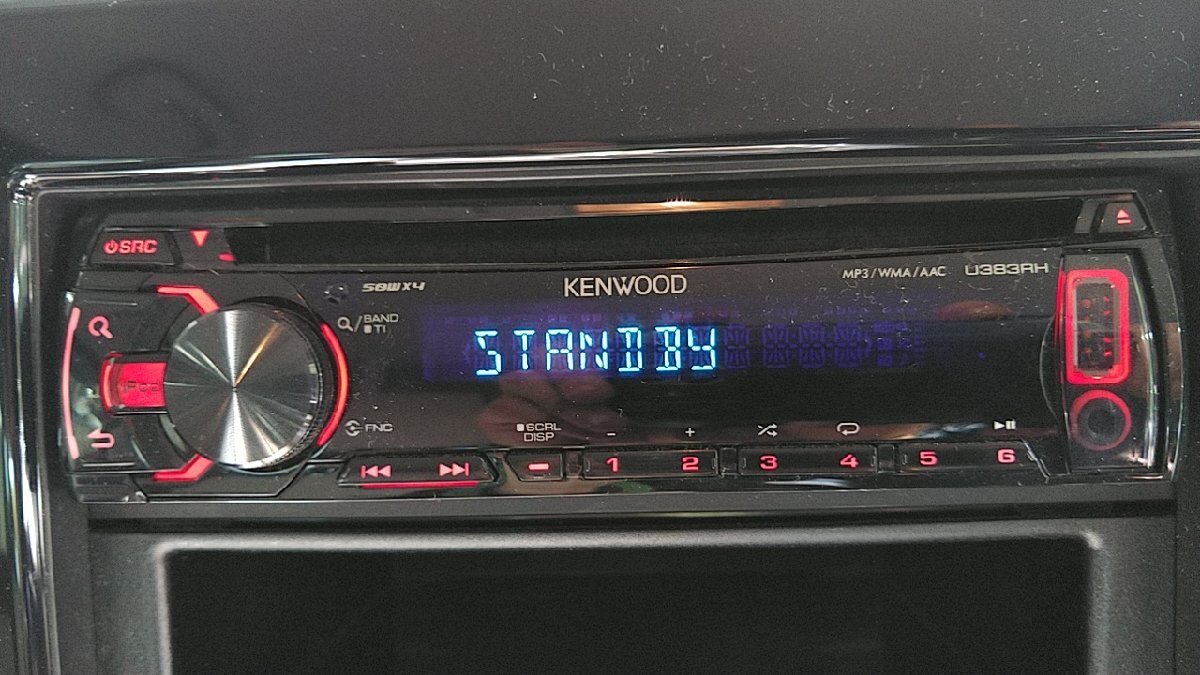 SRC
50W×4
KENWOOD
MP3/WMA/AAC U383RH
BAND
TI
STANDBY
iPod
FNC
SCRL
DISP
- +
1 2 3 4 5 6